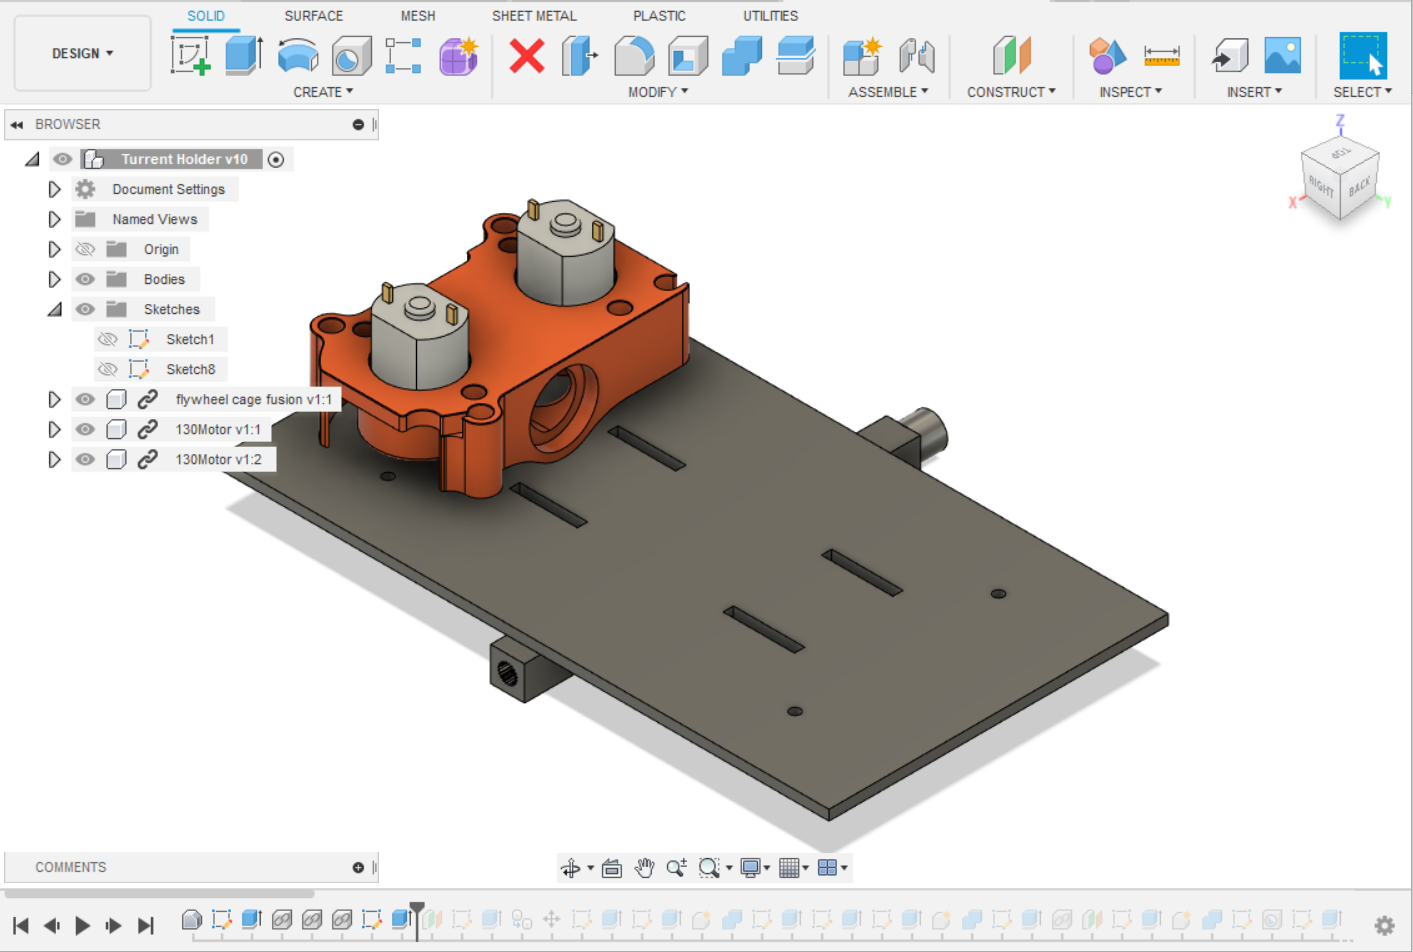 SOLID SURFACE MESH SHEET METAL PLASTIC UTILITIES
DESIGN
CREATE MODIFY ASSEMBLE CONSTRUCT INSPECT INSERT SELECT
BROWSER
Turrent Holder v10
Document Settings
Named Views
Origin
Bodies
Sketches
Sketch1
Sketch8
flywheel cage fusion v1:1
130Motor v1:1
130Motor v1:2
Z
TOP
RIGHT BACK
X Y
COMMENTS